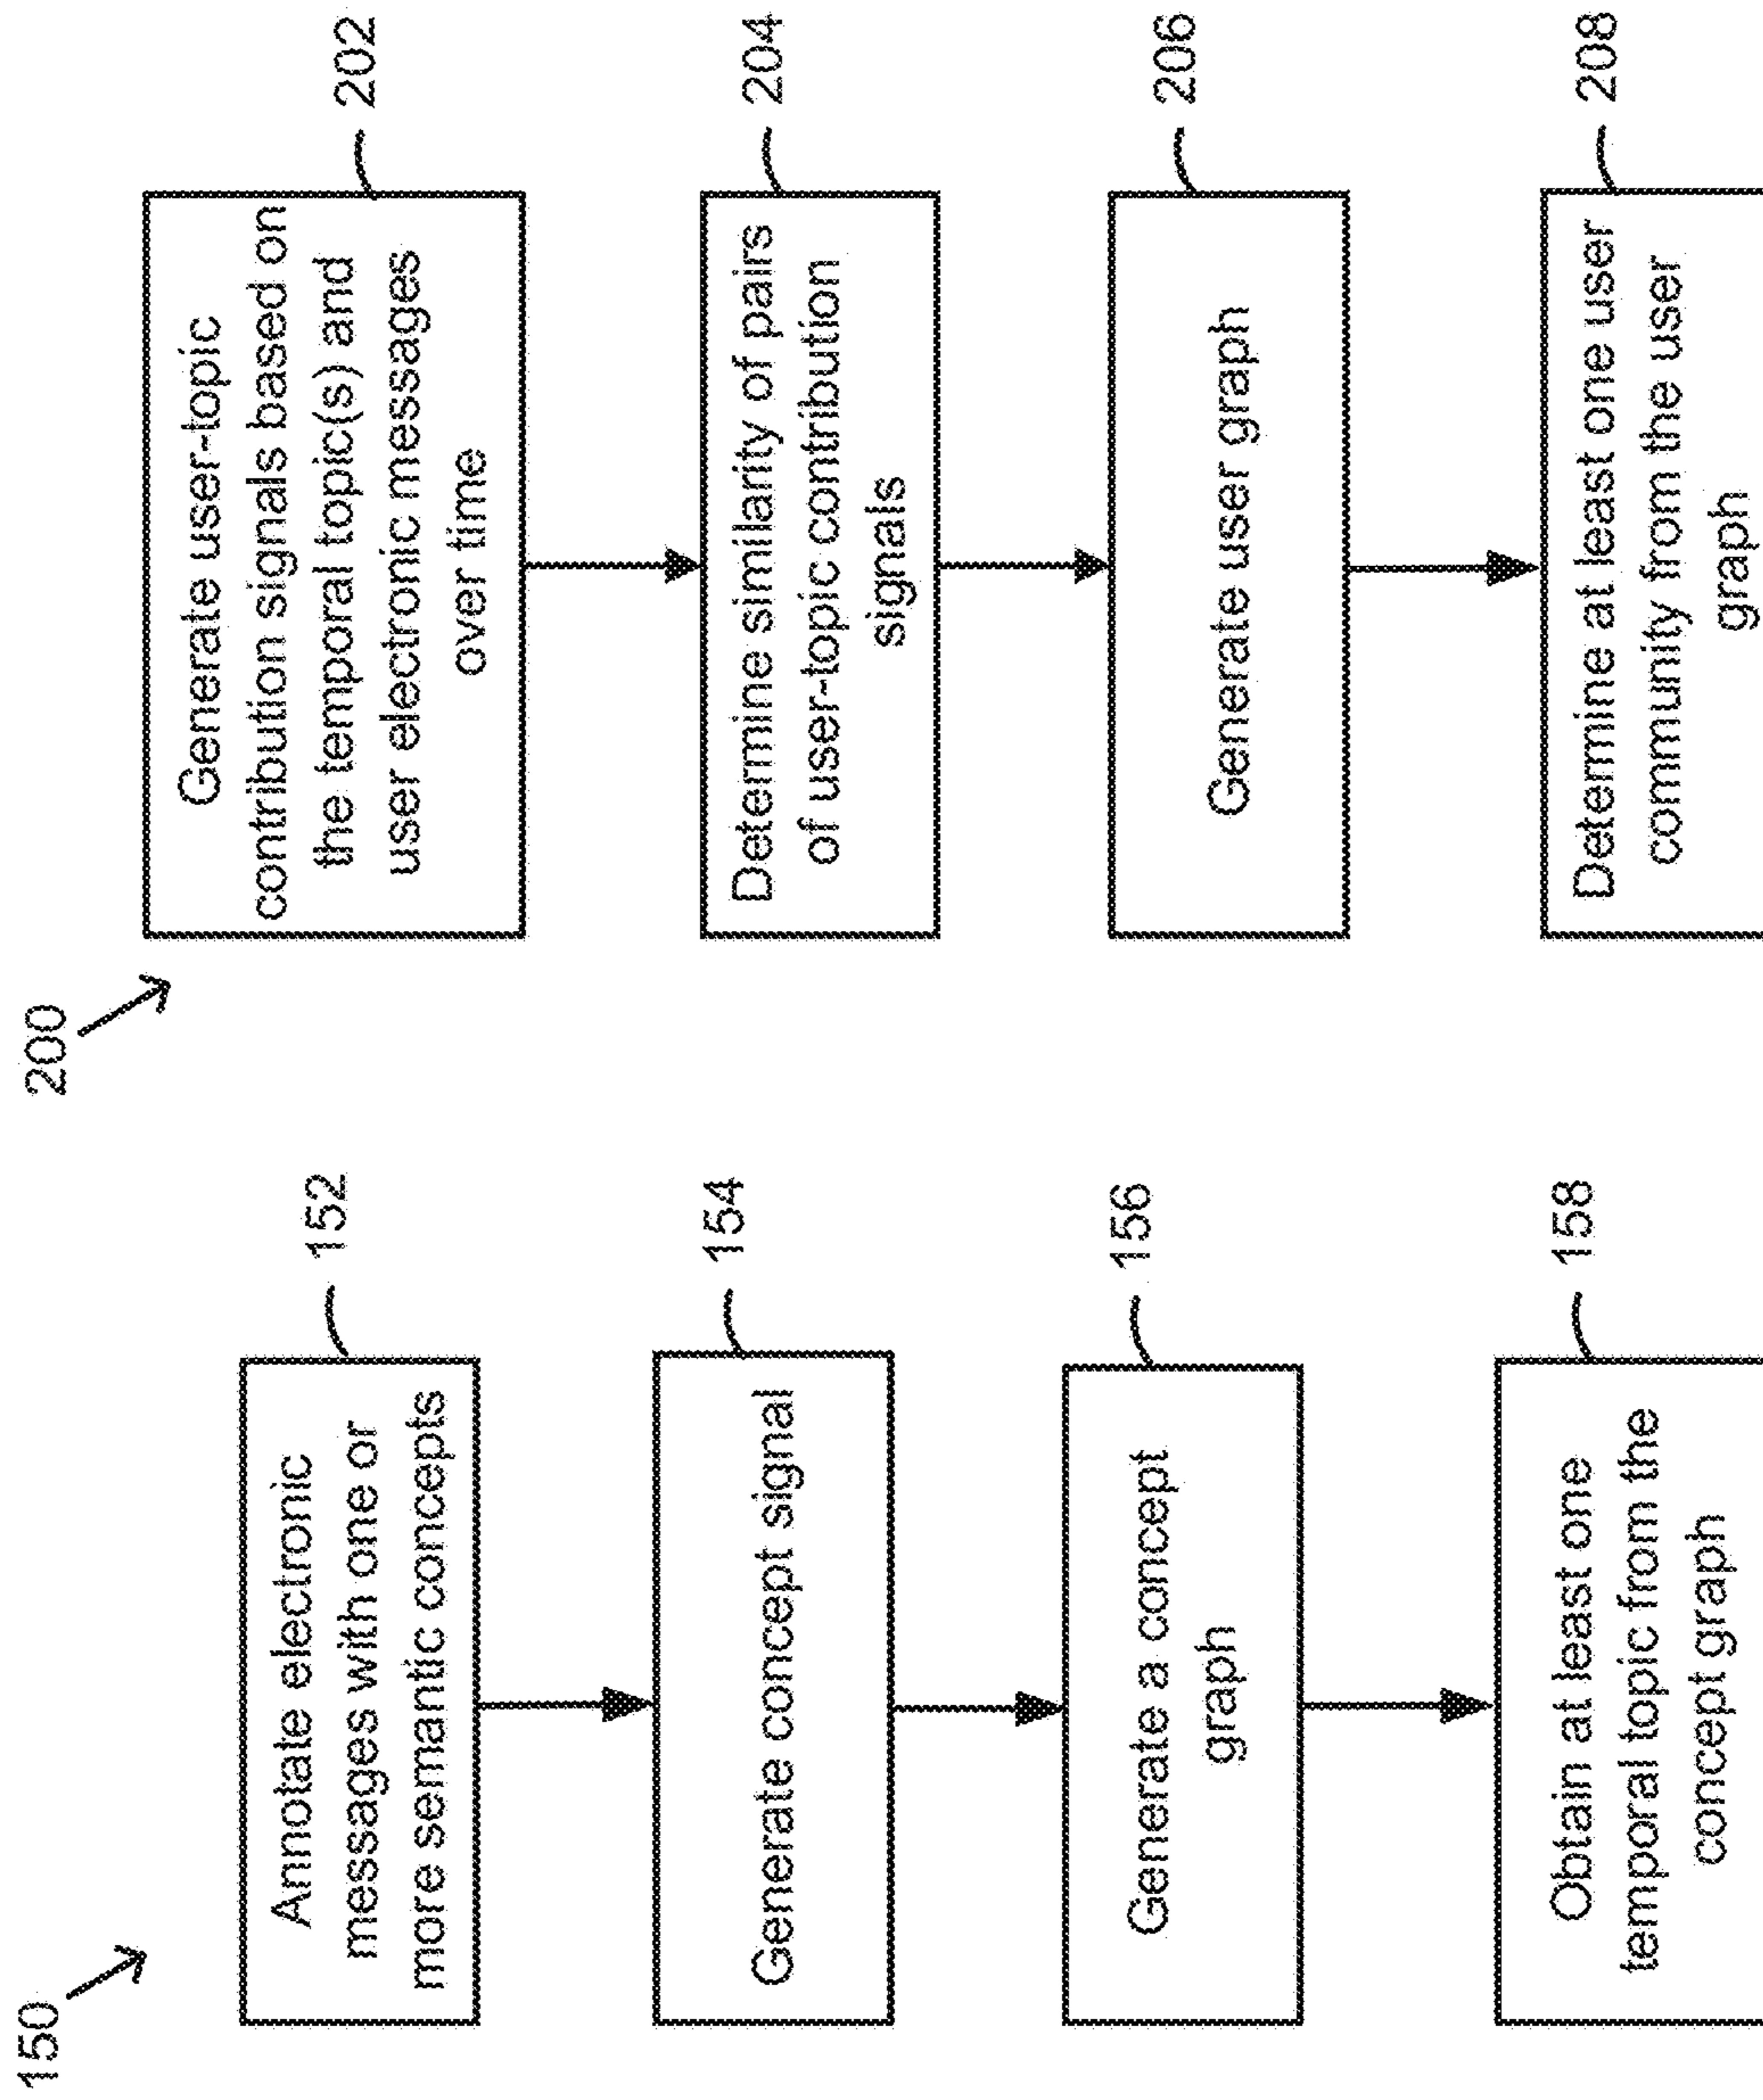 150
Annotate electronic
messages with one or
more semantic concepts
152
Generate concept signal
154
Generate a concept
graph
156
Obtain at least one
temporal topic from the
concept graph
158
200
Generate user-topic
contribution signals based on
the temporal topic(s) and
user electronic messages
over time
202
Determine similarity of pairs
of user-topic contribution
signals
204
Generate user graph
206
Determine at least one user
community from the user
graph
208